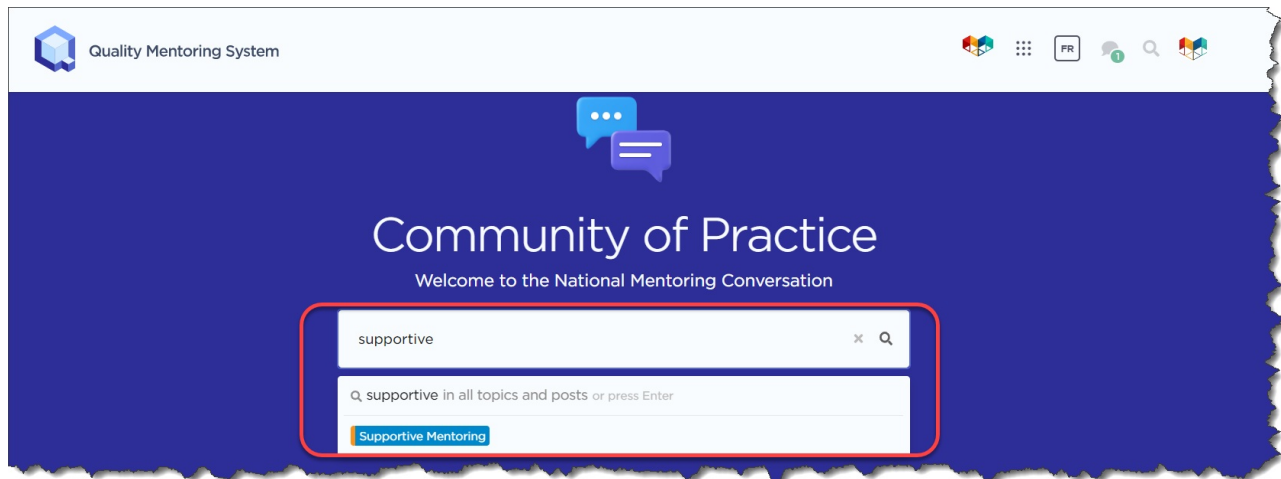 Quality Mentoring System
FR
1
Community of Practice
Welcome to the National Mentoring Conversation
supportive
supportive in all topics and posts or press Enter
Supportive Mentoring